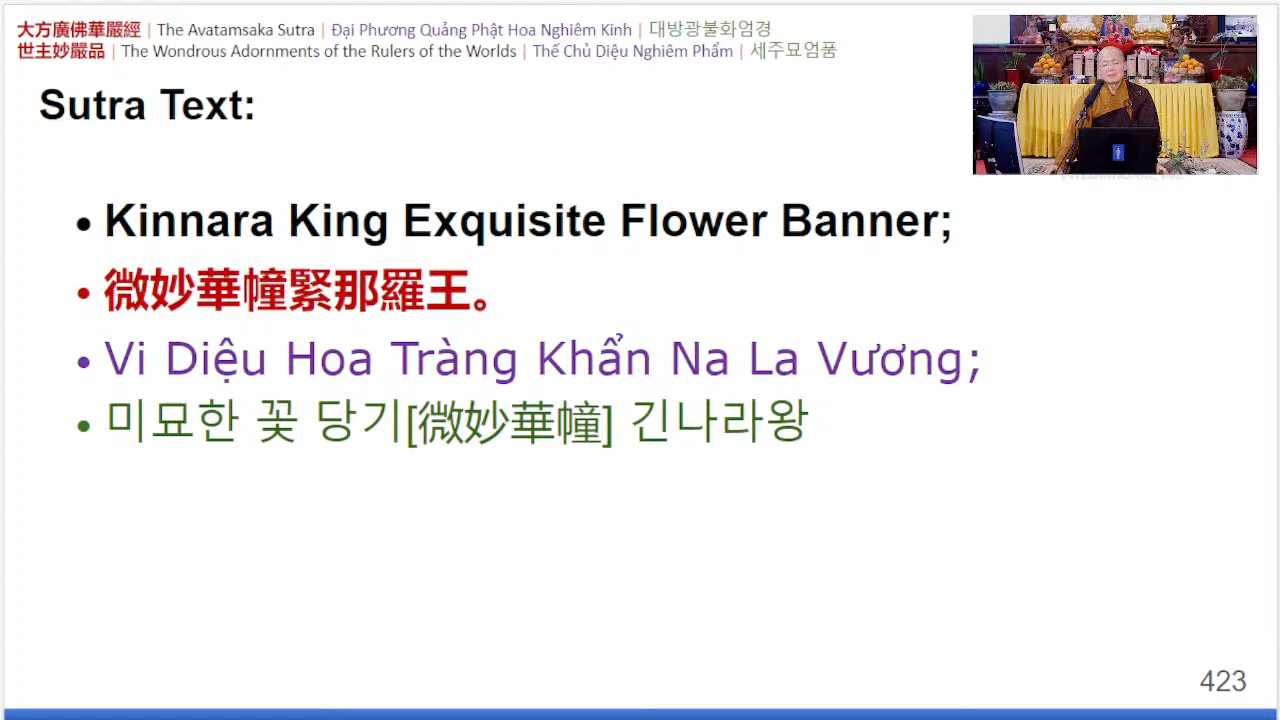 大方廣佛華嚴經 | The Avatamsaka Sutra | Đại Phương Quảng Phật Hoa Nghiêm Kinh | 대방광불화엄경
世主妙嚴品 | The Wondrous Adornments of the Rulers of the Worlds | Thế Chủ Diệu Nghiêm Phẩm | 세주묘엄품
Sutra Text:
• Kinnara King Exquisite Flower Banner;
• 微妙華幢緊那羅王。
• Vi Diệu Hoa Tràng Khẩn Na La Vương;
• 미묘한 꽃 당기[微妙華幢] 긴나라왕
423